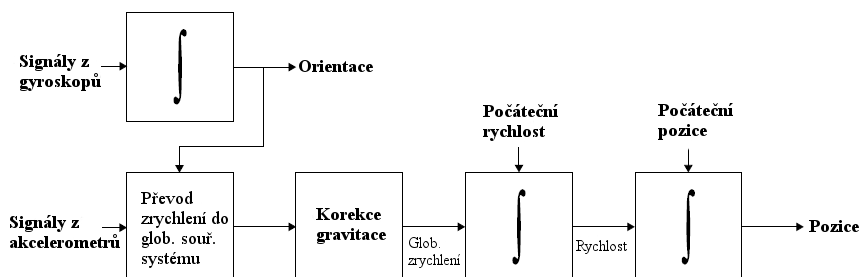 Signály z
gyroskopů
∫
Orientace
Počáteční
rychlost
Počáteční
pozice
Signály z
akcelerometrů
Převod
zrychlení do
glob. souř.
systému
Korekce
gravitace
Glob.
zrychlení
∫
Rychlost
∫
Pozice